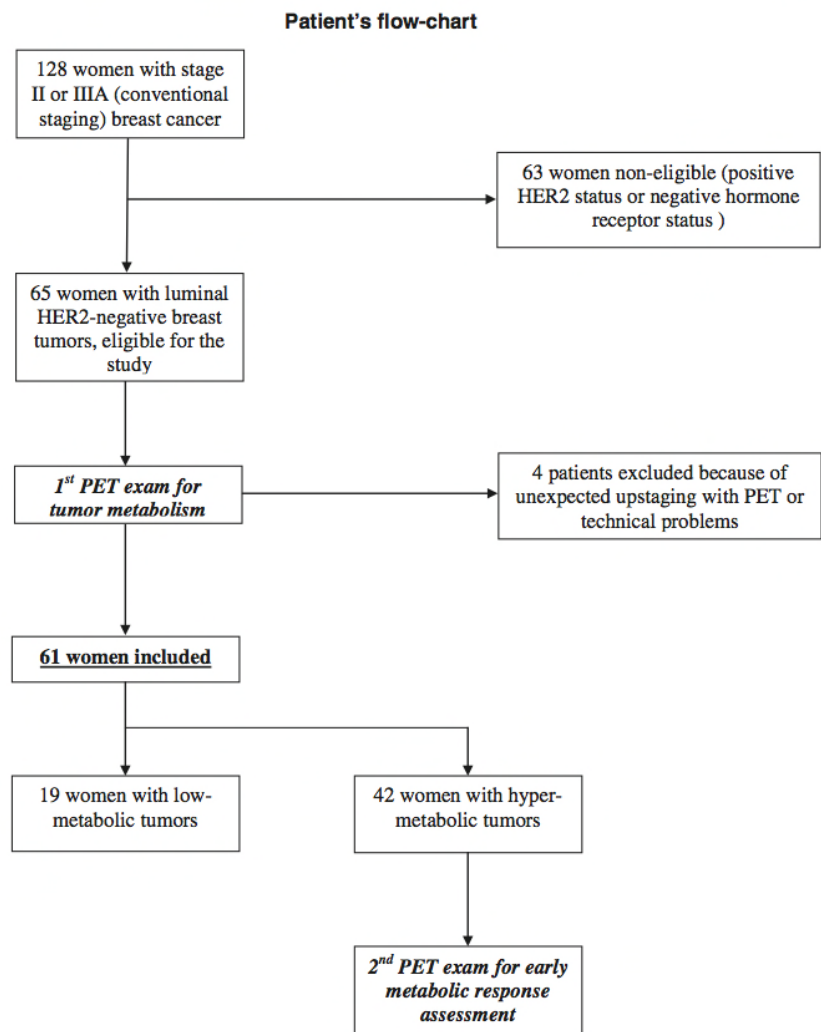 Patient's flow-chart
128 women with stage
II or IIIA (conventional
staging) breast cancer
63 women non-eligible (positive
HER2 status or negative hormone
receptor status )
65 women with luminal
HER2-negative breast
tumors, eligible for the
study
1st PET exam for
tumor metabolism
4 patients excluded because of
unexpected upstaging with PET or
technical problems
61 women included
19 women with low-
metabolic tumors
42 women with hyper-
metabolic tumors
2nd PET exam for early
metabolic response
assessment